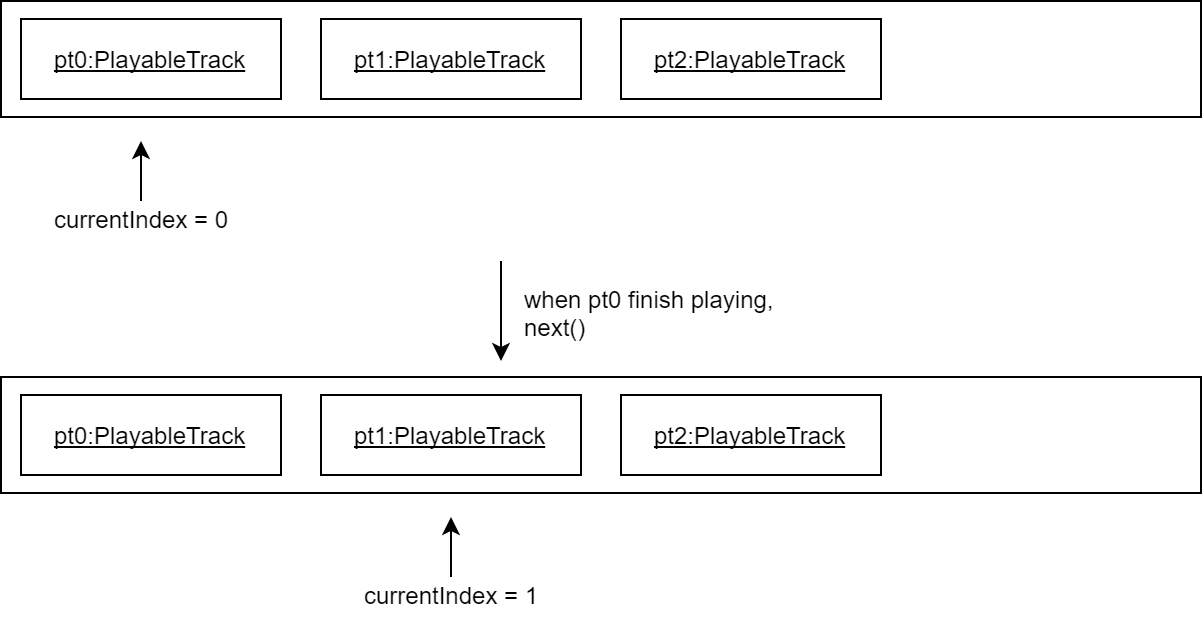 pt0:PlayableTrack pt1:PlayableTrack pt2:PlayableTrack
currentIndex = 0
when pt0 finish playing,
next()
pt0:PlayableTrack pt1:PlayableTrack pt2:PlayableTrack
currentIndex = 1